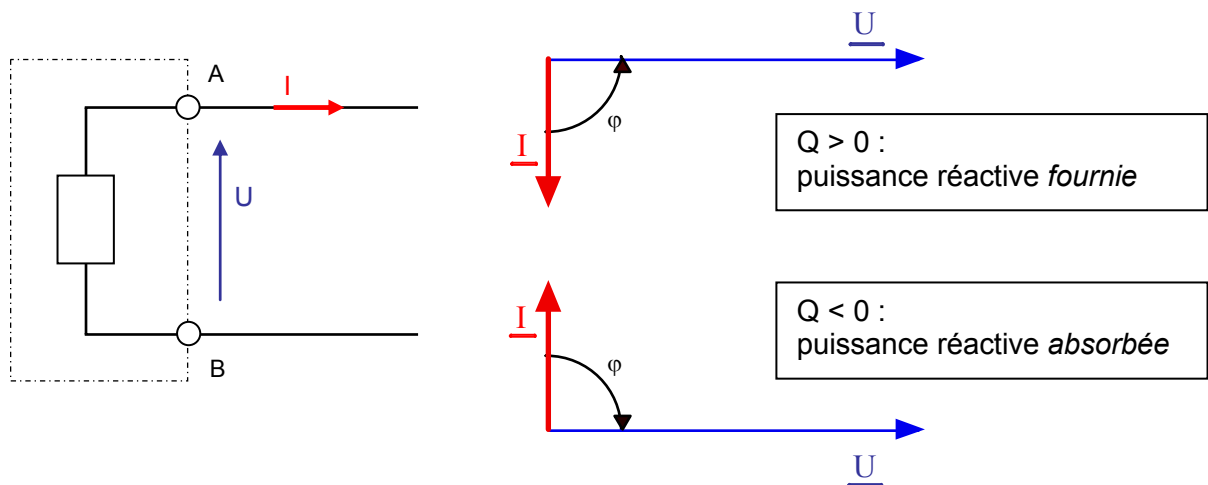 A
I
U
B
U
φ
I
Q > 0 :
puissance réactive fournie
I
φ
U
Q < 0 :
puissance réactive absorbée